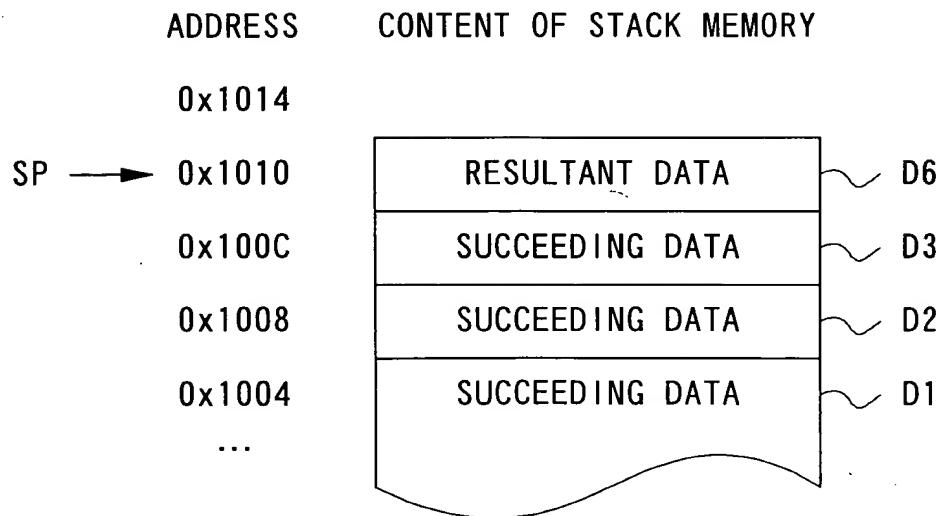 ADDRESS CONTENT OF STACK MEMORY
0x1014
SP 0x1010 RESULTANT DATA D6
0x100C SUCCEEDING DATA D3
0x1008 SUCCEEDING DATA D2
0x1004 SUCCEEDING DATA D1
...